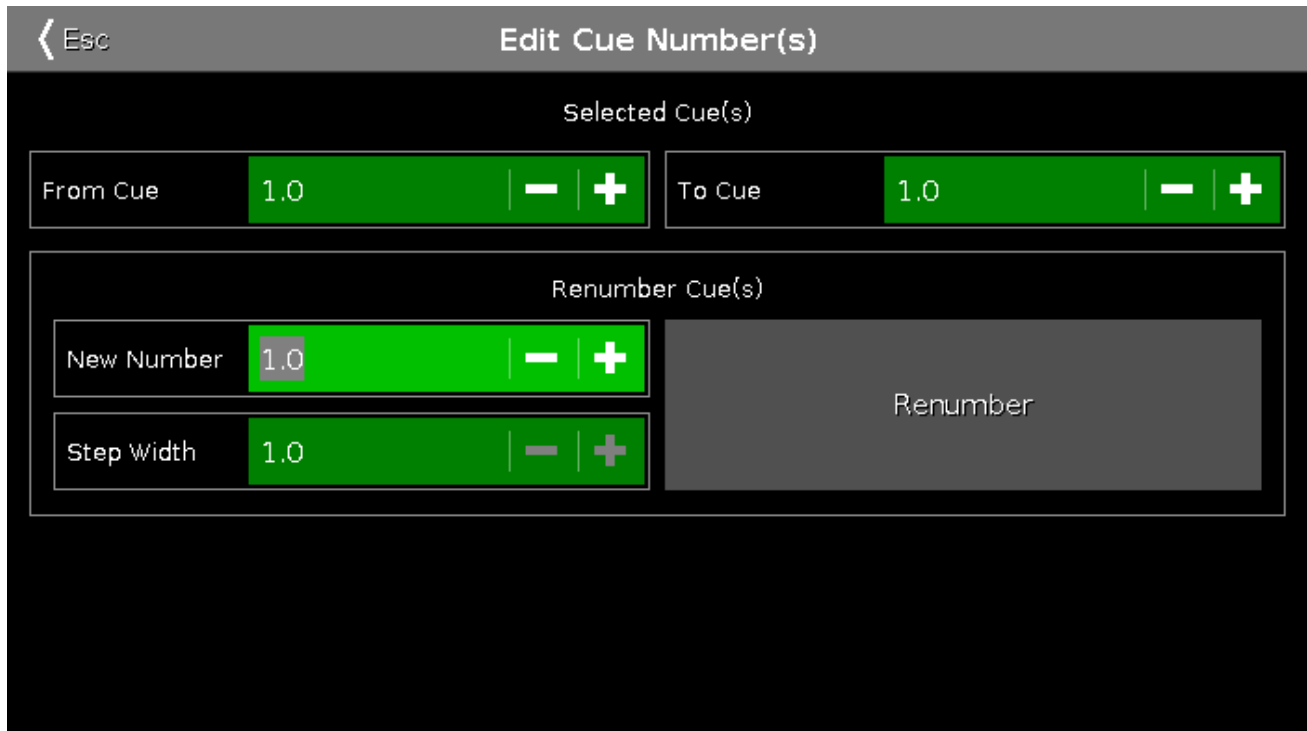 Esc
Edit Cue Number(s)
Selected Cue(s)
From Cue 1.0
To Cue 1.0
Renumber Cue(s)
New Number 1.0
Step Width 1.0
Renumber